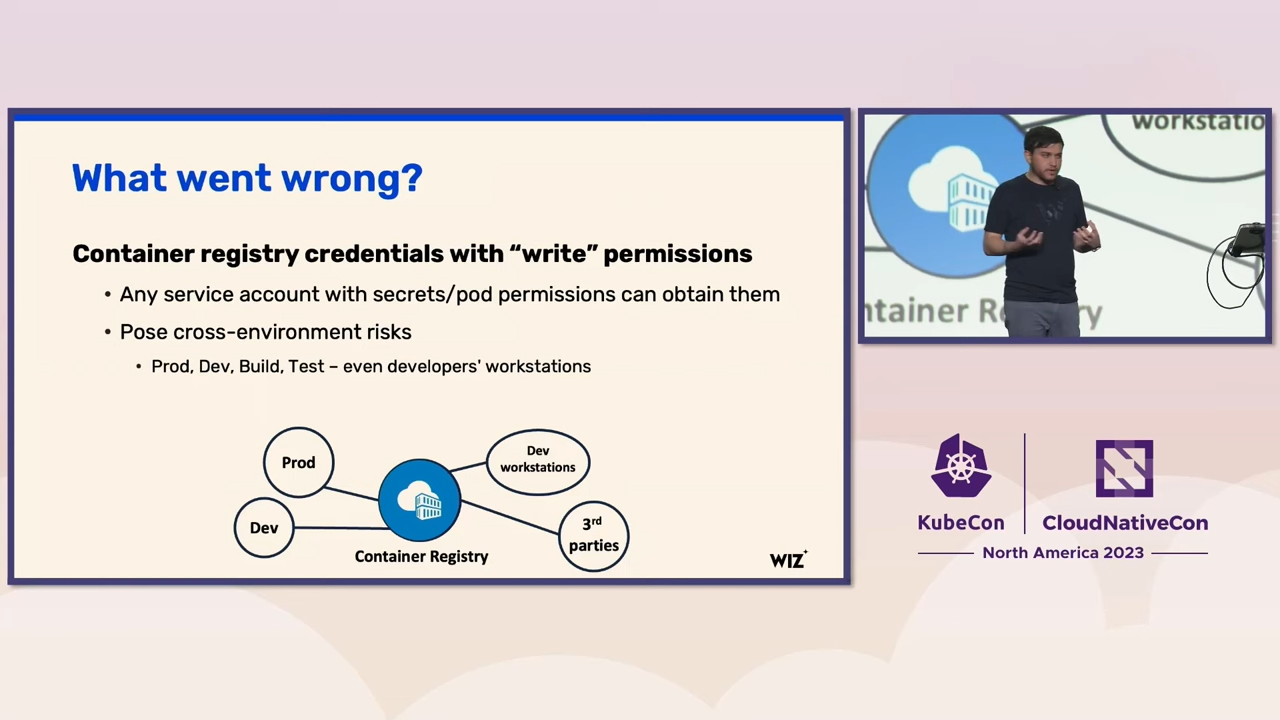 What went wrong?
Container registry credentials with “write” permissions
• Any service account with secrets/pod permissions can obtain them
• Pose cross-environment risks
• Prod, Dev, Build, Test – even developers' workstations
Prod
Dev
Container Registry
Dev
workstations
3rd
parties
WIZ
workstatio
ntainer Re
y
KubeCon
CloudNativeCon
North America 2023